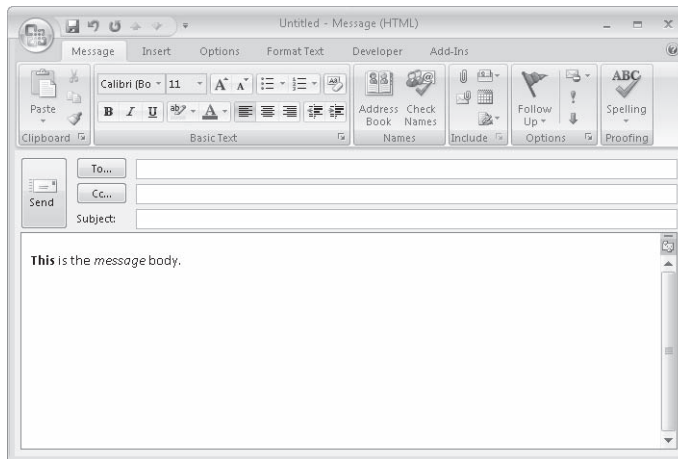 Untitled - Message (HTML)
Message Insert Options Format Text Developer Add-Ins
Calibri (Bo 11 A A
ABC
Paste B I U ab A Address Book Check Names Follow Up Spelling
Clipboard Basic Text Names Include Options Proofing
To...
Send Cc...
Subject:
This is the message body.